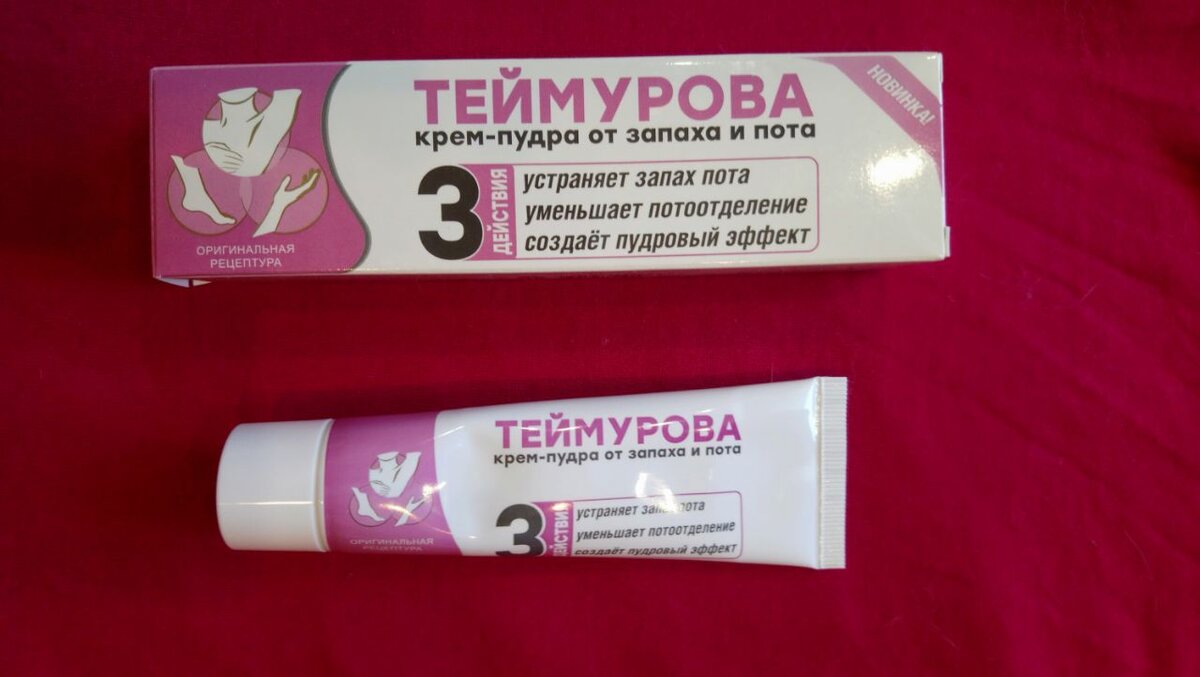 ТЕЙМУРОВА
крем-пудра от запаха и пота
НОВИНКА!
3
ДЕЙСТВИЯ
устраняет запах пота
уменьшает потоотделение
создаёт пудровый эффект
ОРИГИНАЛЬНАЯ
РЕЦЕПТУРА
ТЕЙМУРОВА
крем-пудра от запаха и пота
3
ДЕЙСТВИЯ
устраняет запах пота
уменьшает потоотделение
создаёт пудровый эффект
ОРИГИНАЛЬНАЯ
РЕЦЕПТУРА